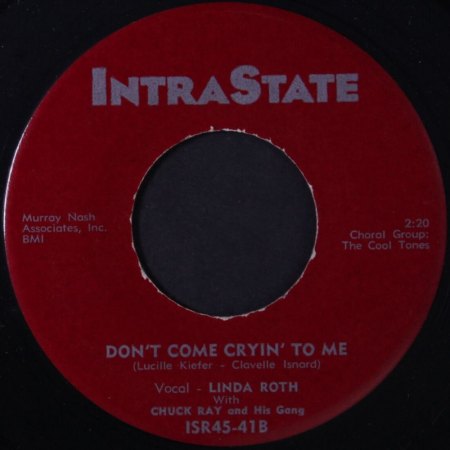 INTRASTATE
Murray Nash
Associates, Inc.
BMI
2:20
Choral Group:
The Cool Tones
DON'T COME CRYIN' TO ME
(Lucille Kiefer - Clavelle Isnard)
Vocal - LINDA ROTH
With
CHUCK RAY and His Gang
ISR45-41B